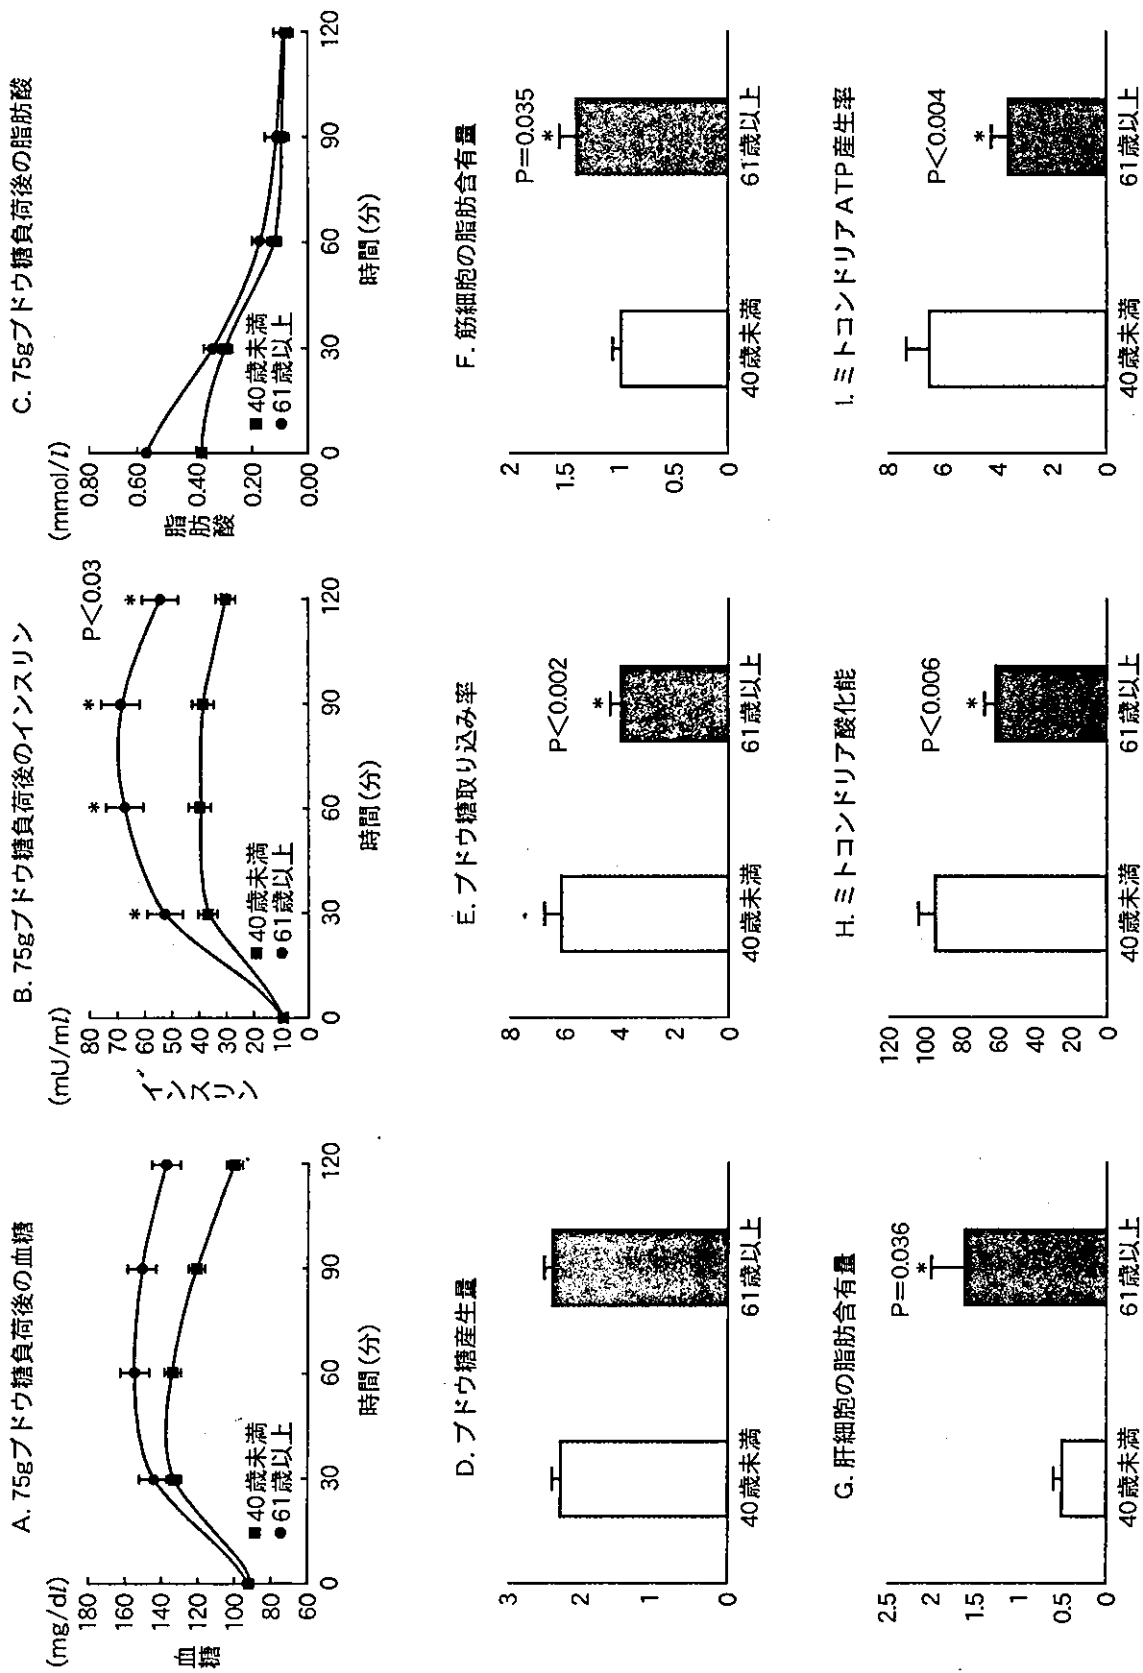 A. 75gブドウ糖負荷後の血糖
(mg/dl)
血糖
180
160
140
120
100
80
60
■40歳未満
●61歳以上
0
30
60
90
120
時間(分)
B. 75gブドウ糖負荷後のインスリン
(mU/ml)
インスリン
80
70
60
50
40
30
20
10
0
*
*
*
*
P<0.03
■40歳未満
●61歳以上
0
30
60
90
120
時間(分)
C. 75gブドウ糖負荷後の脂肪酸
(mmol/l)
脂肪酸
0.80
0.60
0.40
0.20
0.00
■40歳未満
●61歳以上
0
30
60
90
120
時間(分)
D. ブドウ糖産生量
3
2
1
0
40歳未満
61歳以上
E. ブドウ糖取り込み率
8
6
4
2
0
P<0.002
*
40歳未満
61歳以上
F. 筋細胞の脂肪含有量
2
1.5
1
0.5
0
P=0.035
*
40歳未満
61歳以上
G. 肝細胞の脂肪含有量
2.5
2
1.5
1
0.5
0
P=0.036
*
40歳未満
61歳以上
H. ミトコンドリア酸化能
120
100
80
60
40
20
0
P<0.006
*
40歳未満
61歳以上
I. ミトコンドリアATP産生率
8
6
4
2
0
P<0.004
*
40歳未満
61歳以上